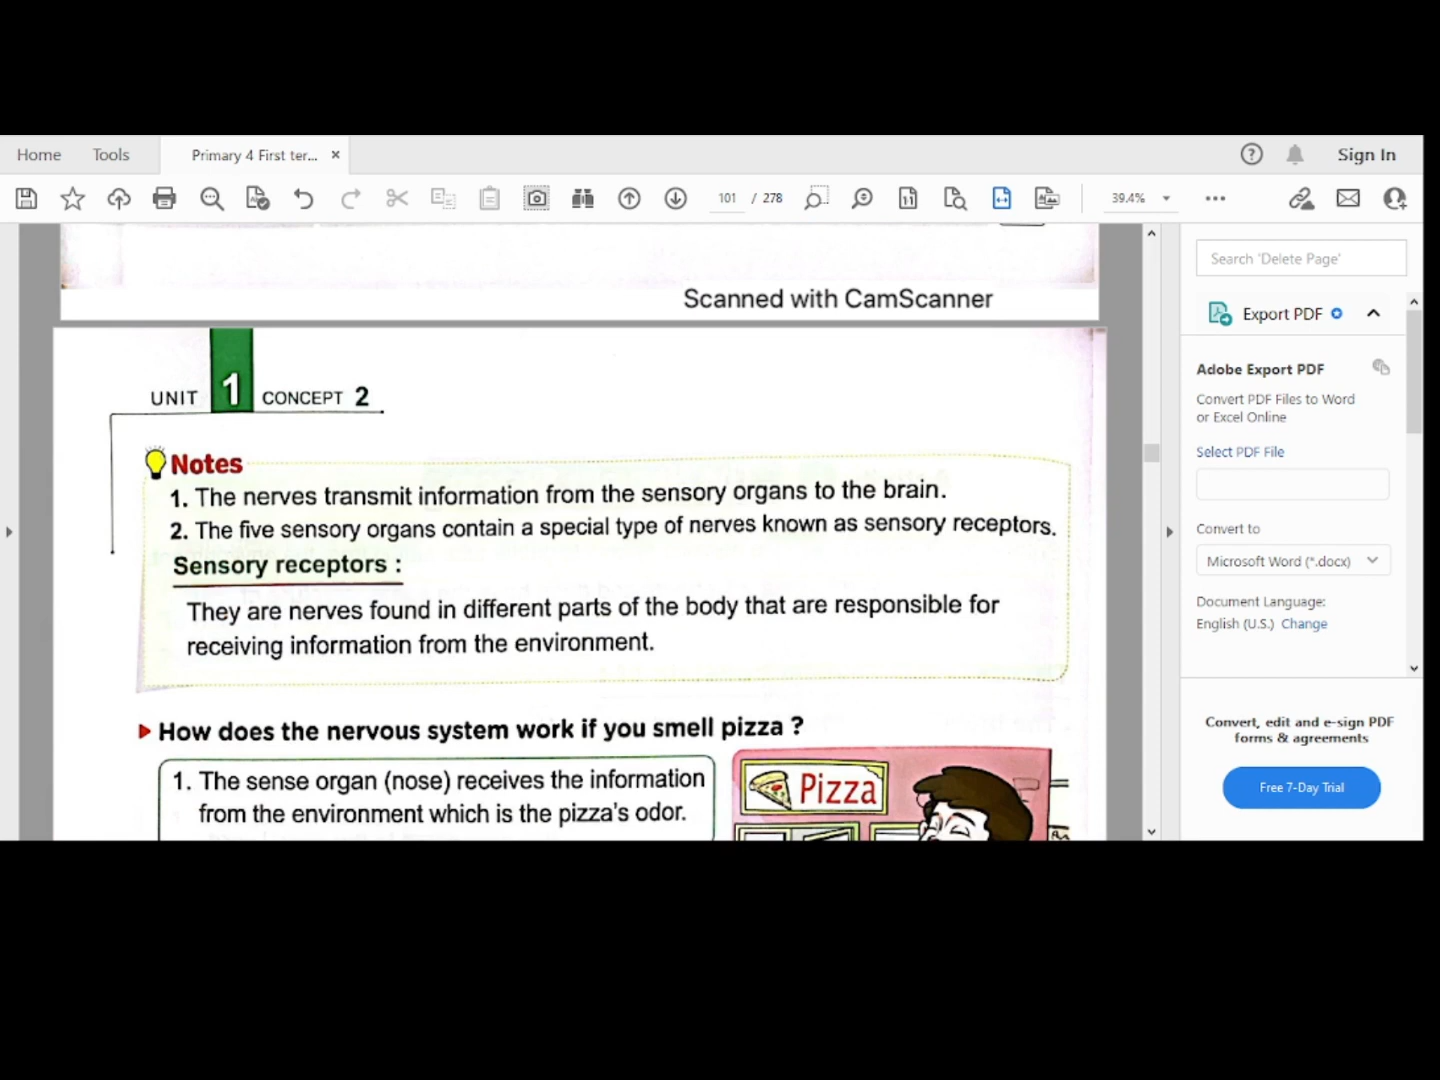 Home Tools Primary 4 First ter... × Sign In
101 / 278 39.4%
Scanned with CamScanner
UNIT 1 CONCEPT 2
Notes
1. The nerves transmit information from the sensory organs to the brain.
2. The five sensory organs contain a special type of nerves known as sensory receptors.
Sensory receptors :
They are nerves found in different parts of the body that are responsible for
receiving information from the environment.
How does the nervous system work if you smell pizza ?
1. The sense organ (nose) receives the information
from the environment which is the pizza's odor.
Pizza
Search 'Delete Page'
Export PDF
Adobe Export PDF
Convert PDF Files to Word
or Excel Online
Select PDF File
Convert to
Microsoft Word (*.docx)
Document Language:
English (U.S.) Change
Convert, edit and e-sign PDF
forms & agreements
Free 7-Day Trial